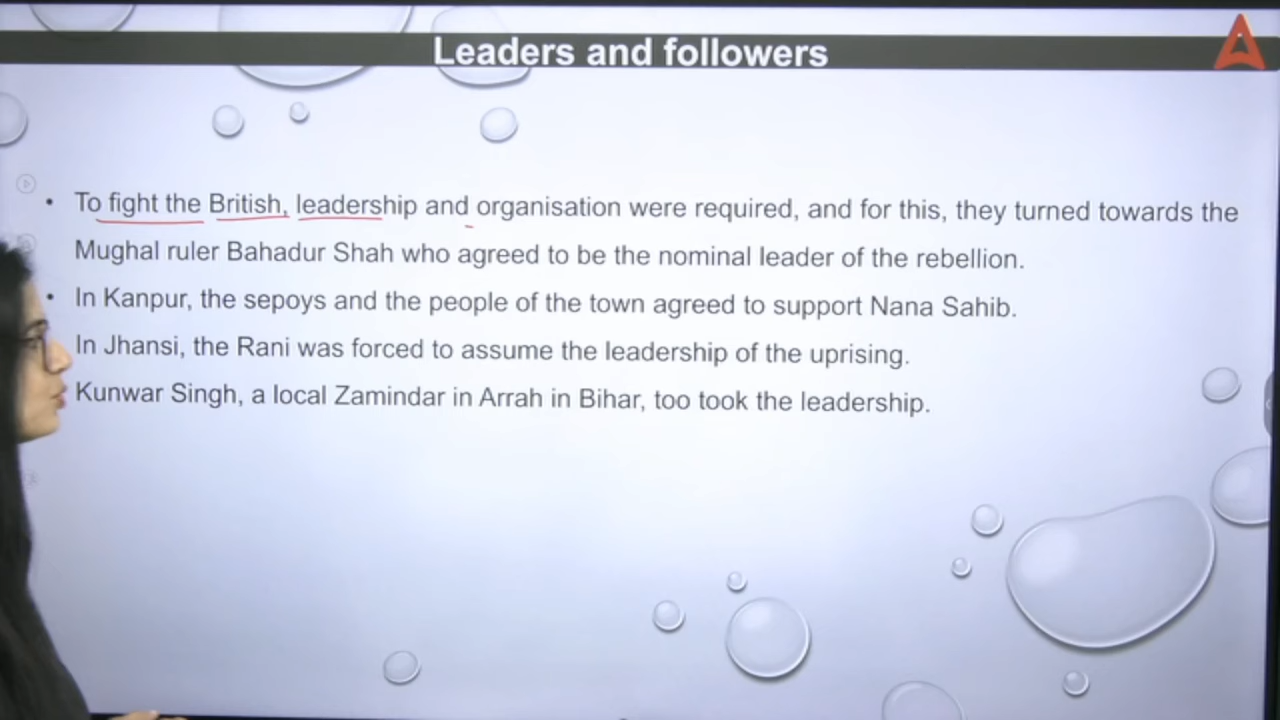 Leaders and followers
• To fight the British, leadership and organisation were required, and for this, they turned towards the
Mughal ruler Bahadur Shah who agreed to be the nominal leader of the rebellion.
• In Kanpur, the sepoys and the people of the town agreed to support Nana Sahib.
In Jhansi, the Rani was forced to assume the leadership of the uprising.
Kunwar Singh, a local Zamindar in Arrah in Bihar, too took the leadership.